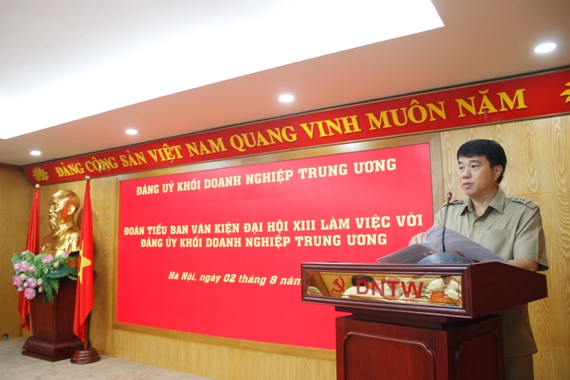 ĐẢNG CỘNG SẢN VIỆT NAM QUANG VINH MUÔN NĂM
ĐẢNG UỶ KHỐI DOANH NGHIỆP TRUNG ƯƠNG
ĐOÀN TIỂU BAN VĂN KIỆN ĐẠI HỘI XIII LÀM VIỆC VỚI
ĐẢNG ỦY KHỐI DOANH NGHIỆP TRUNG ƯƠNG
Hà Nội, ngày 02 tháng 8 năm
DNTW